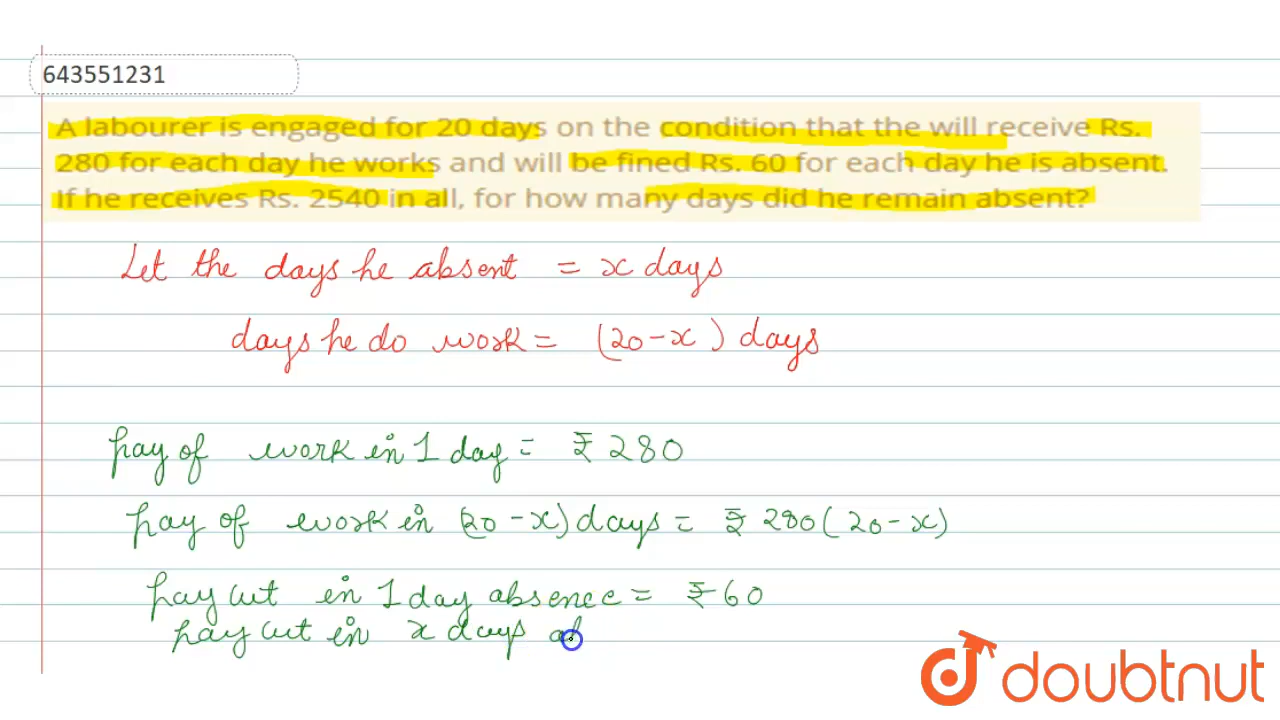 643551231
A labourer is engaged for 20 days on the condition that the will receive Rs.
280 for each day he works and will be fined Rs. 60 for each day he is absent.
If he receives Rs. 2540 in all, for how many days did he remain absent?
Let the days he absent = x days
days he do work = (20-x) days
pay of work in 1 day = ₹ 280
pay of work in (20-x) days = ₹ 280(20-x)
pay cut in 1 day absence = ₹ 60
pay cut in x days ab
doubtnut